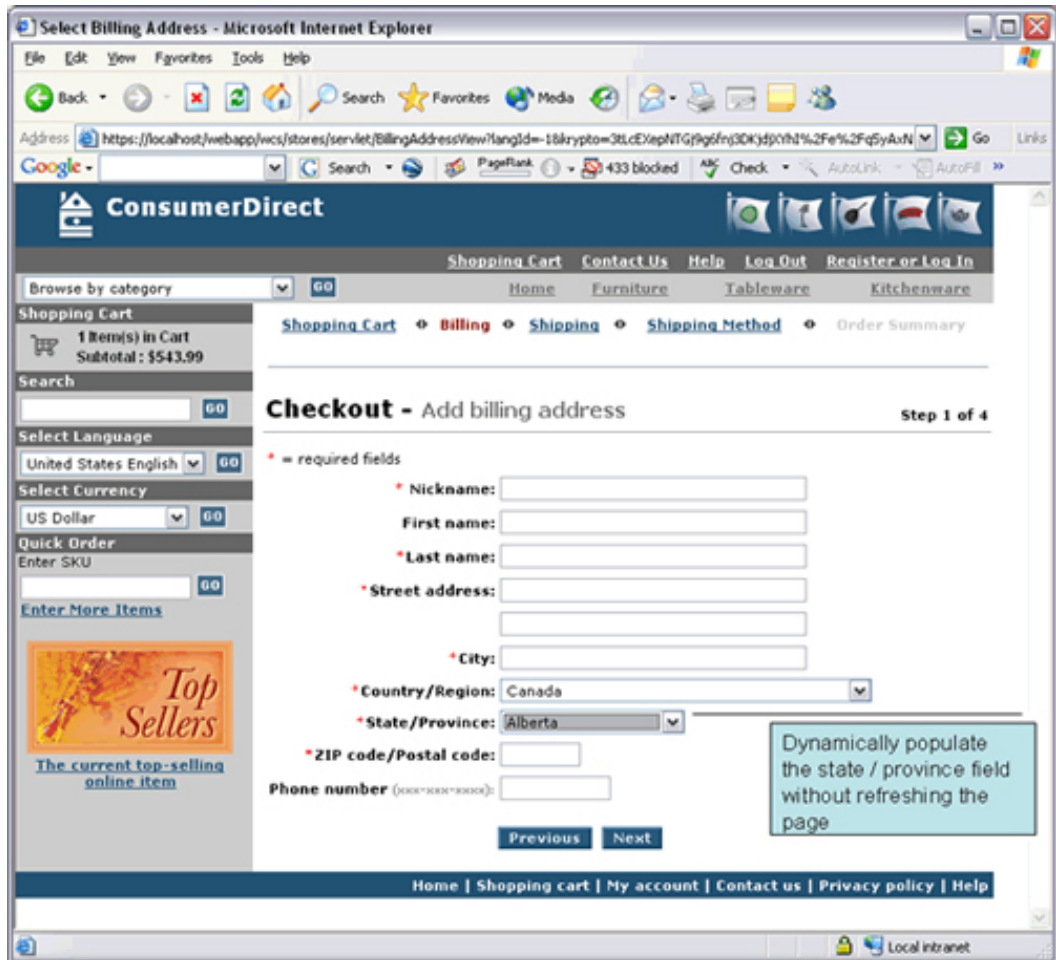 Select Billing Address - Microsoft Internet Explorer
File Edit View Favorites Tools Help
Back Search Favorites Media
Address https://localhost/webapp/wcs/stores/servlet/BillingAddressView?langId=-1&krypto= Go Links
Google Search PageRank 433 blocked Check AutoLink AutoFill »
ConsumerDirect
Shopping Cart Contact Us Help Log Out Register or Log In
Browse by category GO Home Furniture Tableware Kitchenware
Shopping Cart
1 Item(s) in Cart
Subtotal : $543.99
Shopping Cart Billing Shipping Shipping Method Order Summary
Search
GO
Checkout - Add billing address Step 1 of 4
Select Language
United States English GO
Select Currency
US Dollar GO
Quick Order
Enter SKU
GO
Enter More Items
Top
Sellers
The current top-selling
online item
* = required fields
* Nickname:
First name:
*Last name:
*Street address:
*City:
*Country/Region: Canada
*State/Province: Alberta
*ZIP code/Postal code:
Phone number (xxx-xxx-xxxx):
Dynamically populate
the state / province field
without refreshing the
page
Previous Next
Home | Shopping cart | My account | Contact us | Privacy policy | Help
Local intranet